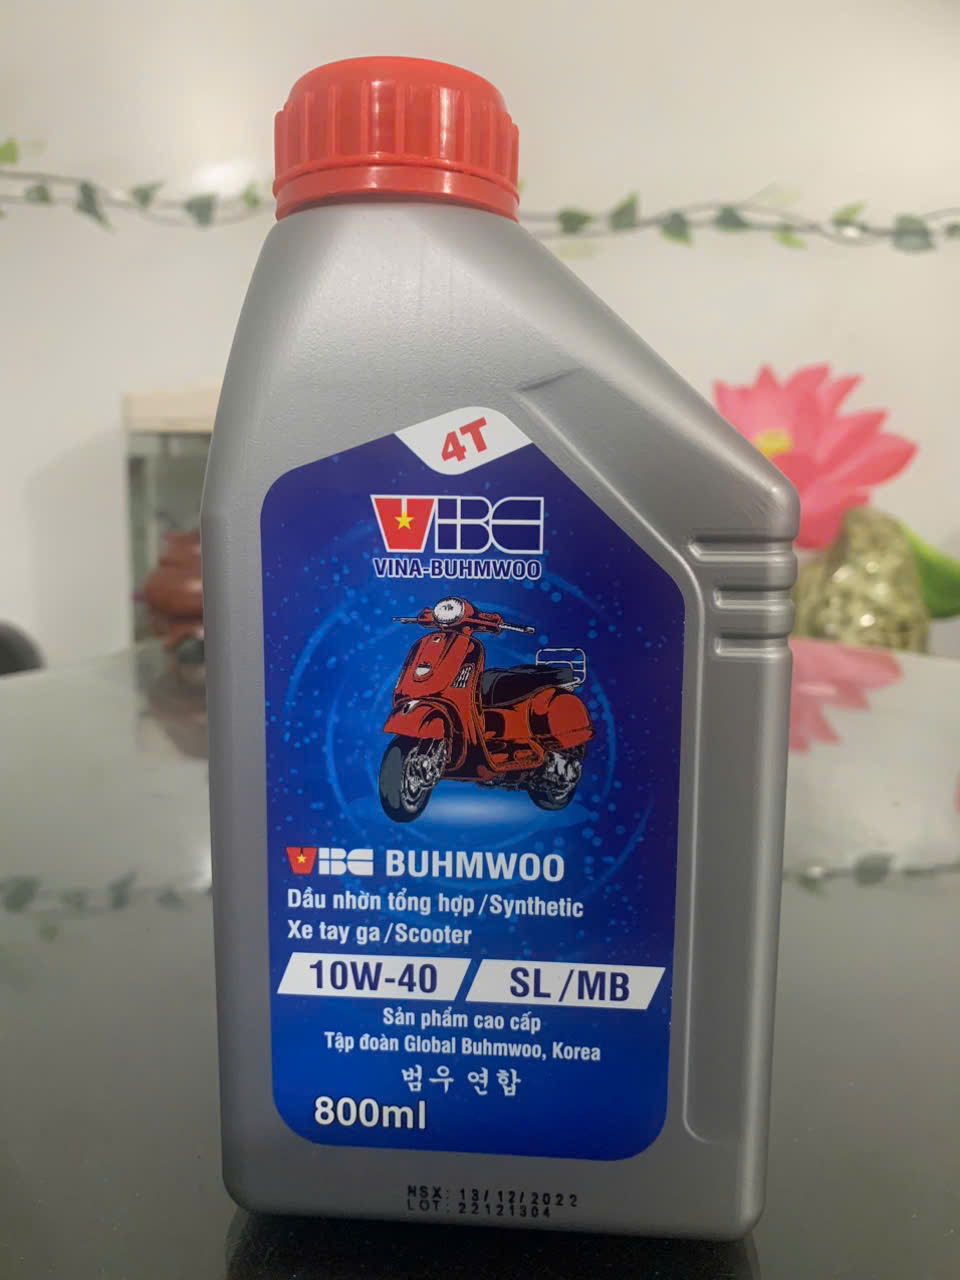 4T
VBC
VINA-BUHMWOO
VBC BUHMWOO
Dầu nhờn tổng hợp/Synthetic
Xe tay ga/Scooter
10W-40 SL/MB
Sản phẩm cao cấp
Tập đoàn Global Buhmwoo, Korea
범우연합
800ml
NSX: 13/12/2022
LOT: 22121304